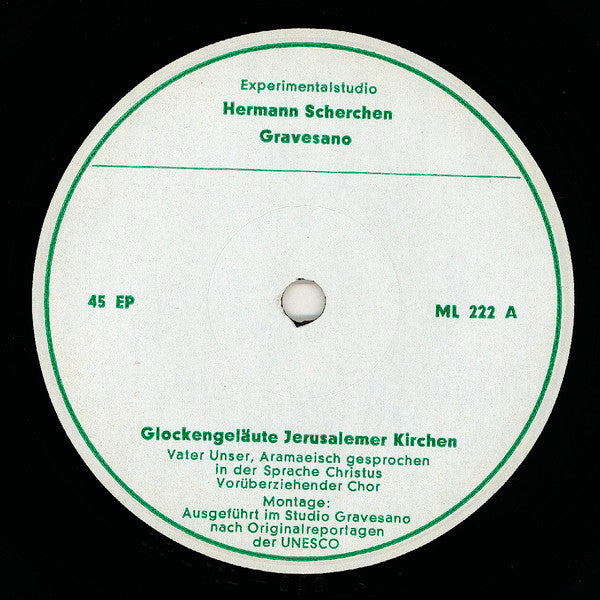 Experimentalstudio
Hermann Scherchen
Gravesano
45 EP
ML 222 A
Glockengeläute Jerusalemer Kirchen
Vater Unser, Aramaeisch gesprochen
in der Sprache Christus
Vorüberziehender Chor
Montage:
Ausgeführt im Studio Gravesano
nach Originalreportagen
der UNESCO